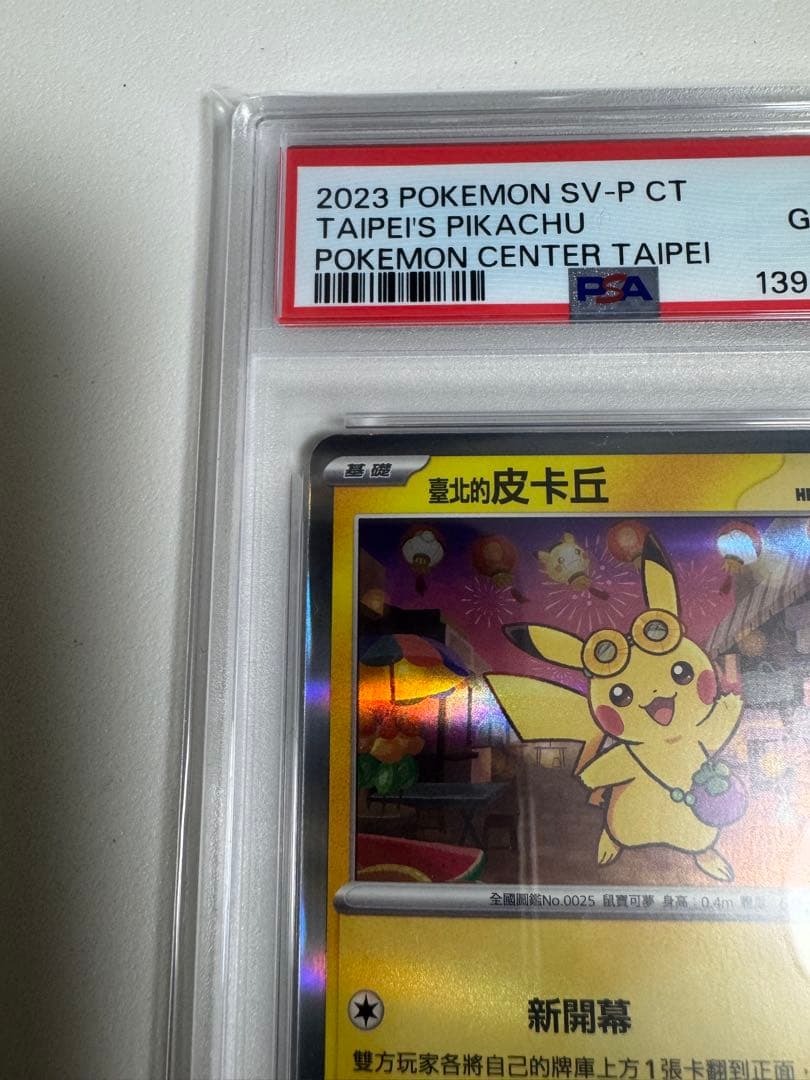 2023 POKEMON SV-P CT
TAIPEI'S PIKACHU
G
POKEMON CENTER TAIPEI
PSA
139
基礎
臺北的皮卡丘
全國圖鑑No.0025 鼠寶可夢 身高：0.4m
新開幕
雙方玩家各將自己的牌庫上方1張卡翻到正面，